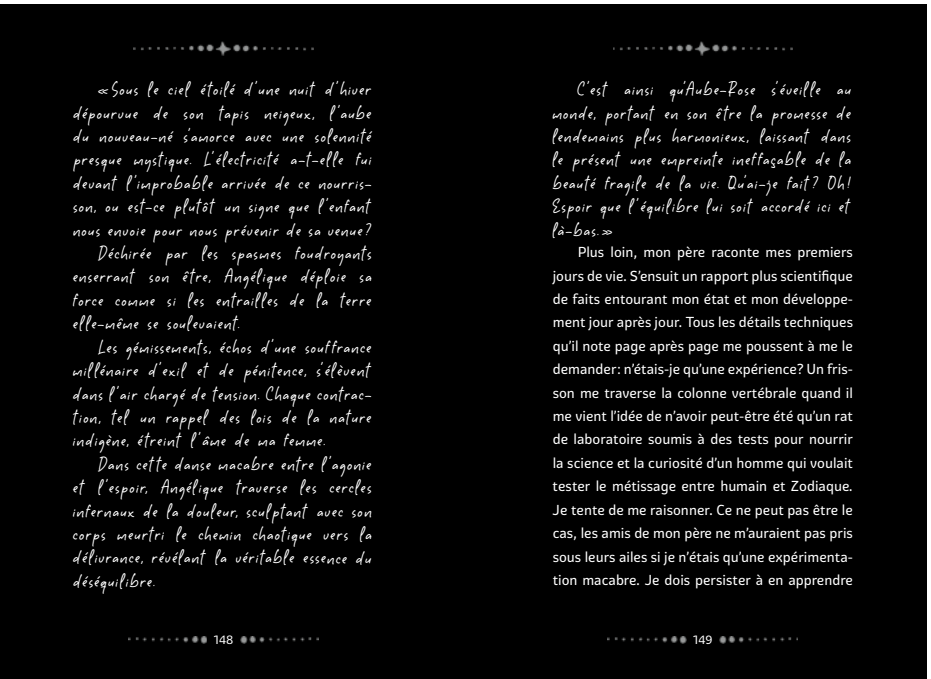 «Sous le ciel étoilé d'une nuit d'hiver
dépourvue de son tapis neigeux, l'aube
du nouveau-né s'amorce avec une solennité
presque mystique. L'électricité a-t-elle fui
devant l'improbable arrivée de ce nourris-
son, ou est-ce plutôt un signe que l'enfant
nous envoie pour nous prévenir de sa venue?
Déchirée par les spasmes foudroyants
enserrant son être, Angélique déploie sa
force comme si les entrailles de la terre
elle-même se soulevaient.
Les gémissements, échos d'une souffrance
millénaire d'exil et de pénitence, s'élèvent
dans l'air chargé de tension. Chaque contrac-
tion, tel un rappel des lois de la nature
indigène, étreint l'âme de ma femme.
Dans cette danse macabre entre l'agonie
et l'espoir, Angélique traverse les cercles
infernaux de la douleur, sculptant avec son
corps meurtri le chemin chaotique vers la
délivrance, révélant la véritable essence du
déséquilibre.
148
C'est ainsi qu'Aube-Rose s'éveille au
monde, portant en son être la promesse de
lendemains plus harmonieux, laissant dans
le présent une empreinte ineffaçable de la
beauté fragile de la vie. Qu'ai-je fait? Oh!
Espoir que l'équilibre lui soit accordé ici et
là-bas.»
Plus loin, mon père raconte mes premiers
jours de vie. S'ensuit un rapport plus scientifique
de faits entourant mon état et mon développe-
ment jour après jour. Tous les détails techniques
qu'il note page après page me poussent à me le
demander: n'étais-je qu'une expérience? Un fris-
son me traverse la colonne vertébrale quand il
me vient l'idée de n'avoir peut-être été qu'un rat
de laboratoire soumis à des tests pour nourrir
la science et la curiosité d'un homme qui voulait
tester le métissage entre humain et Zodiaque.
Je tente de me raisonner. Ce ne peut pas être le
cas, les amis de mon père ne m'auraient pas pris
sous leurs ailes si je n'étais qu'une expérimenta-
tion macabre. Je dois persister à en apprendre
149